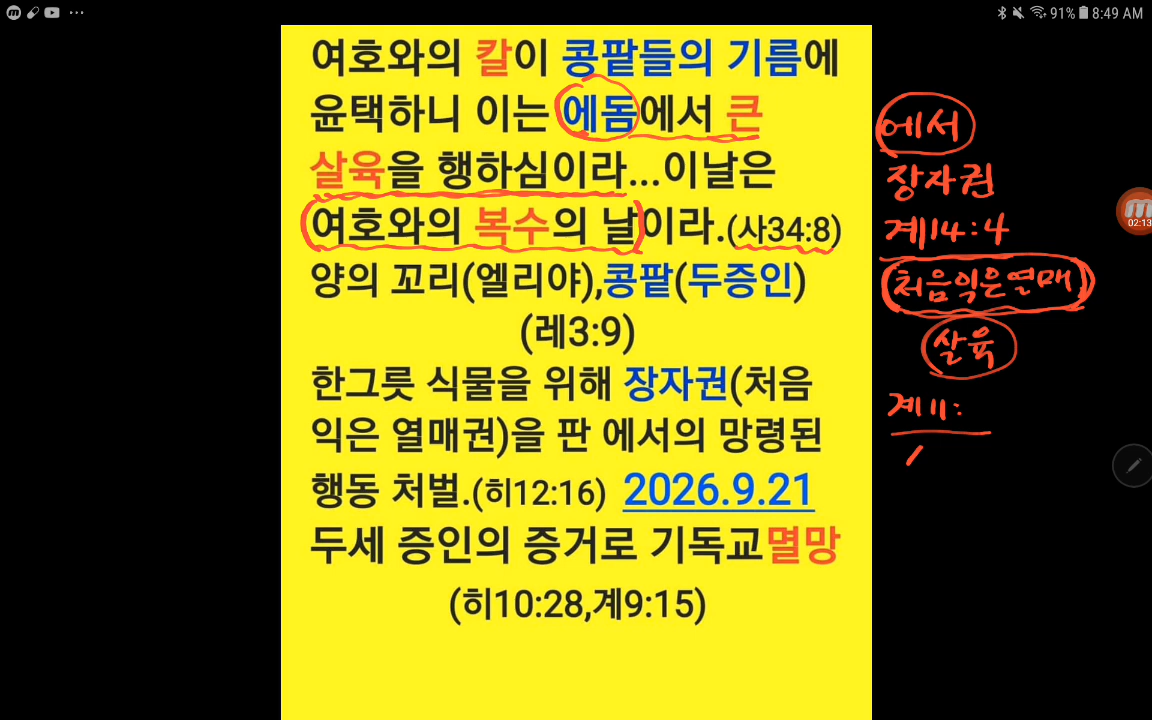 91% 8:49 AM
여호와의 칼이 콩팥들의 기름에
윤택하니 이는 에돔에서 큰
살육을 행하심이라...이날은
여호와의 복수의 날이라.(사34:8)
양의 꼬리(엘리야),콩팥(두증인)
(레3:9)
한그릇 식물을 위해 장자권(처음
익은 열매권)을 판 에서의 망령된
행동 처벌.(히12:16) 2026.9.21
두세 증인의 증거로 기독교멸망
(히10:28,계9:15)
에서
장자권
계14:4
처음익은열매
살육
계11:
02:13